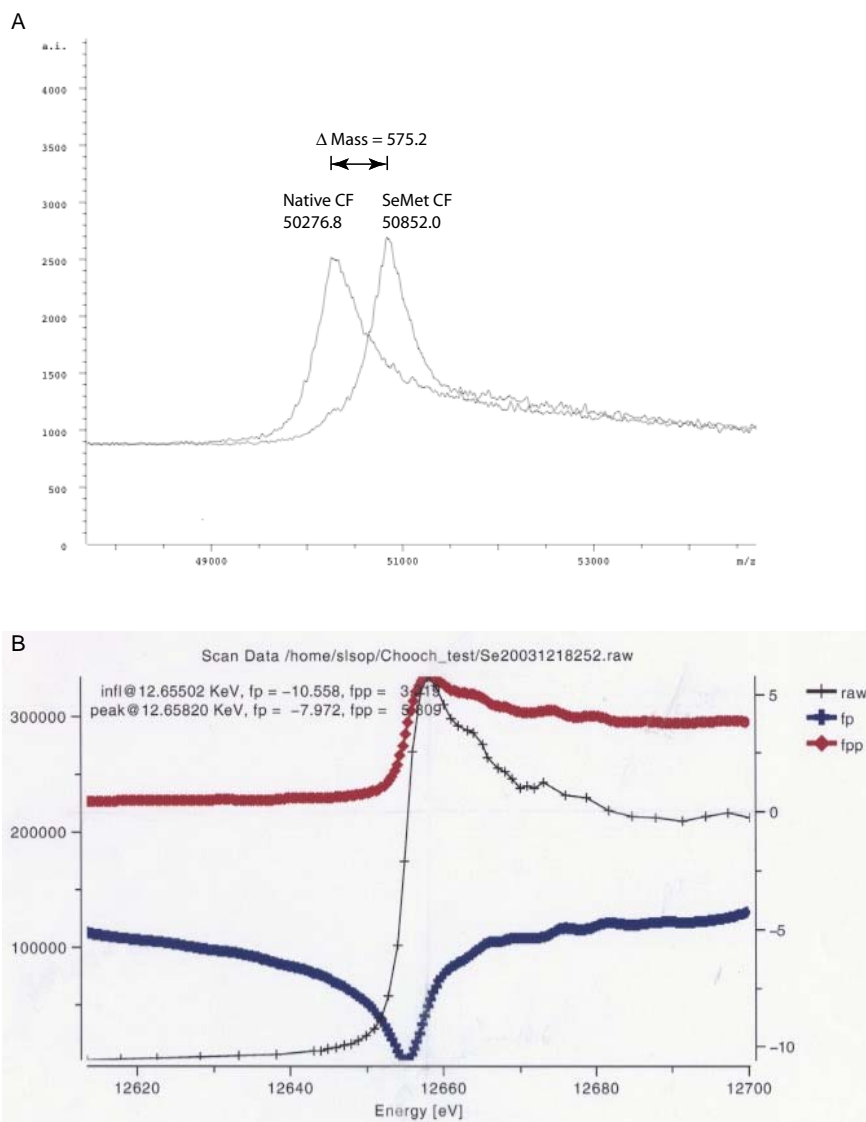 A
a.i.
4000
3500
3000
2500
2000
1500
1000
500
0
Δ Mass = 575.2
Native CF SeMet CF
50276.8 50852.0
49000 51000 53000 m/z
B
Scan Data /home/slsop/Chooch_test/Se20031218252.raw
infl@12.65502 KeV, fp = −10.558, fpp =
peak@12.65820 KeV, fp = −7.972, fpp =
raw
fp
fpp
300000
200000
100000
5
0
−5
−10
12620 12640 12660 12680 12700
Energy [eV]